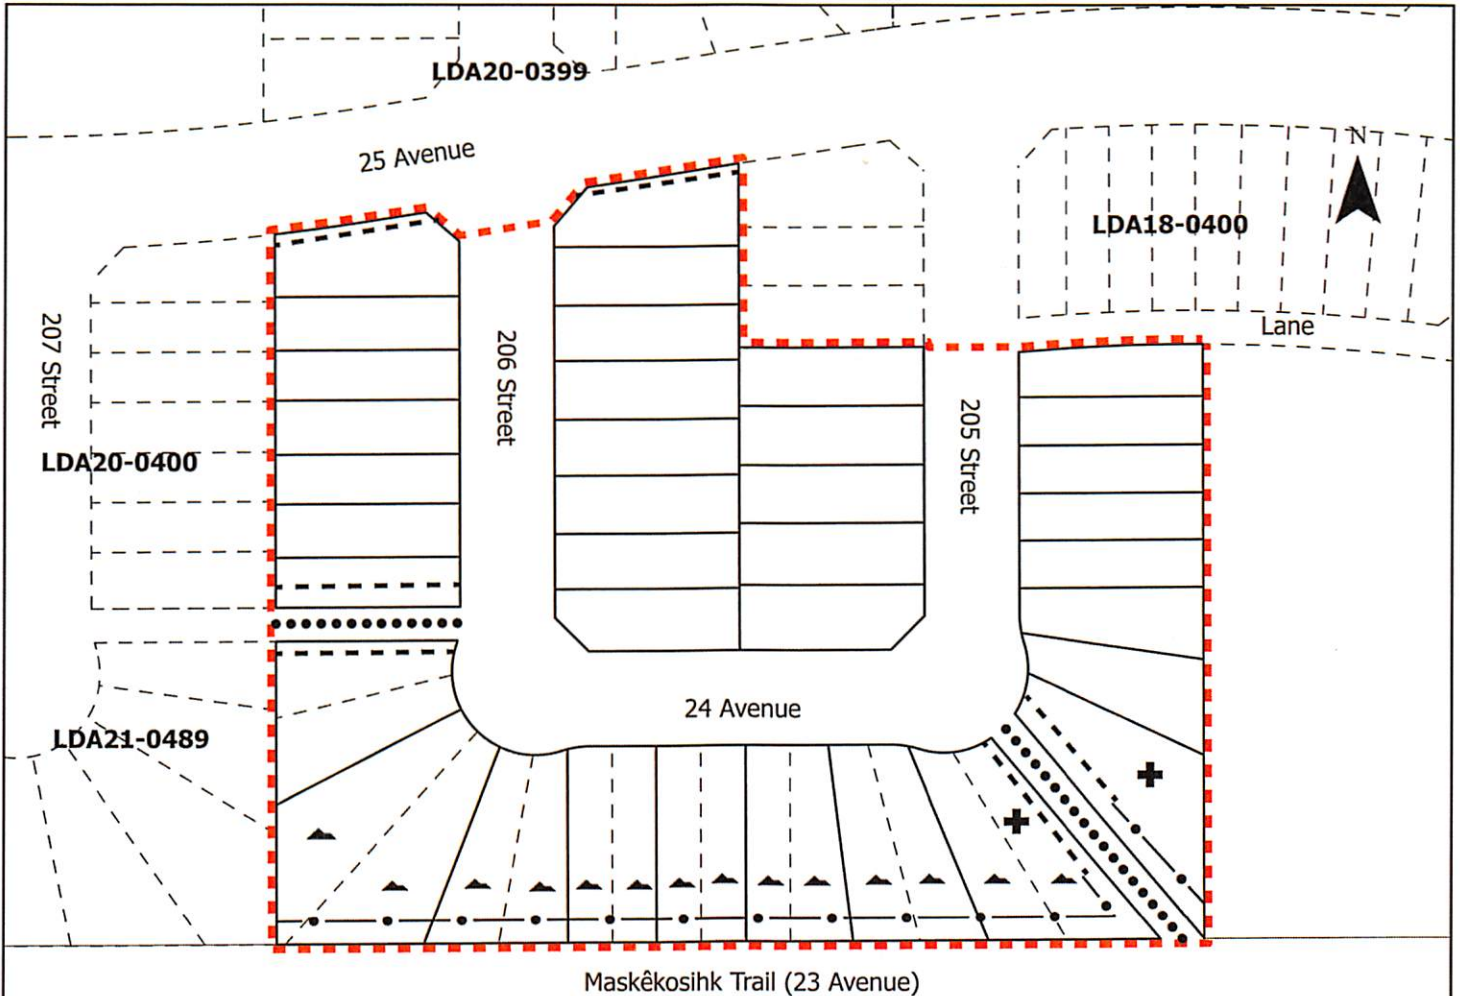 LDA20-0399
25 Avenue
N
LDA18-0400
Lane
207 Street
206 Street
205 Street
LDA20-0400
24 Avenue
LDA21-0489
Maskêkosihk Trail (23 Avenue)